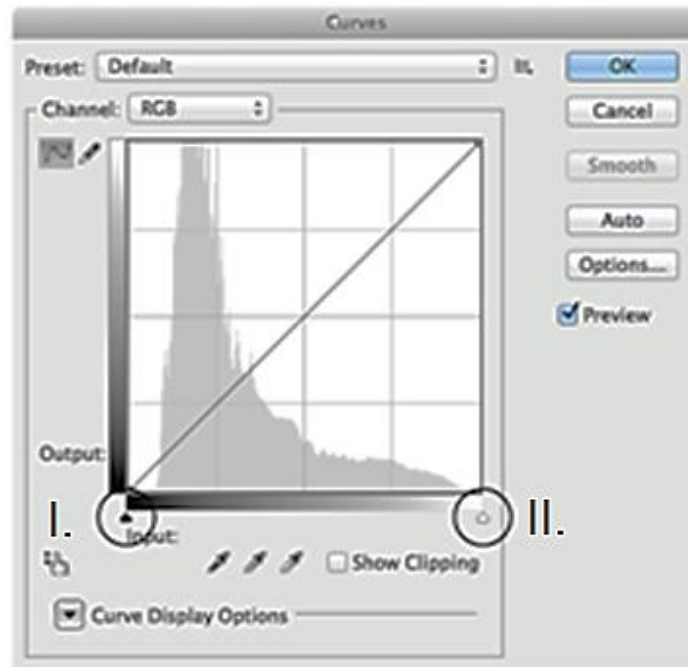 Curves
Preset: Default
OK
Channel: RGB
Cancel
Smooth
Auto
Options....
Preview
Output:
I.
II.
Input:
Show Clipping
Curve Display Options